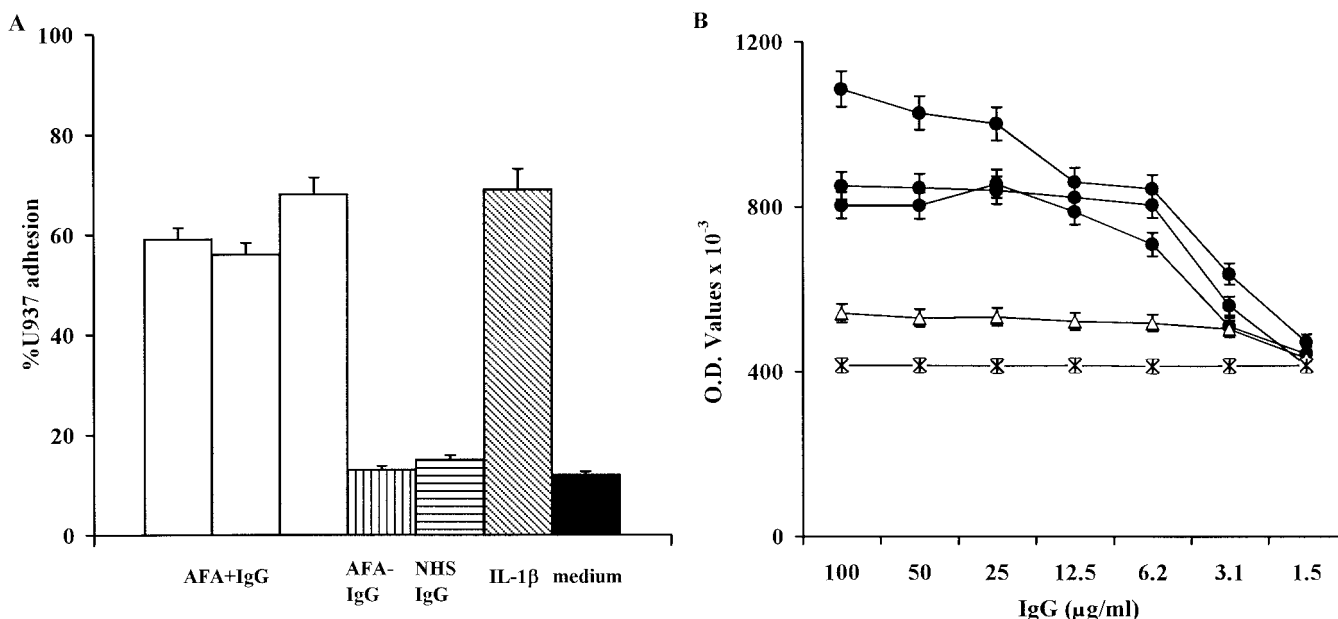 A
100
80
60
40
20
0
%U937 adhesion
AFA+IgG
AFA-
IgG
NHS
IgG
IL-1β
medium
B
1200
800
400
0
O.D. Values x 10-3
100 50 25 12.5 6.2 3.1 1.5
IgG (µg/ml)